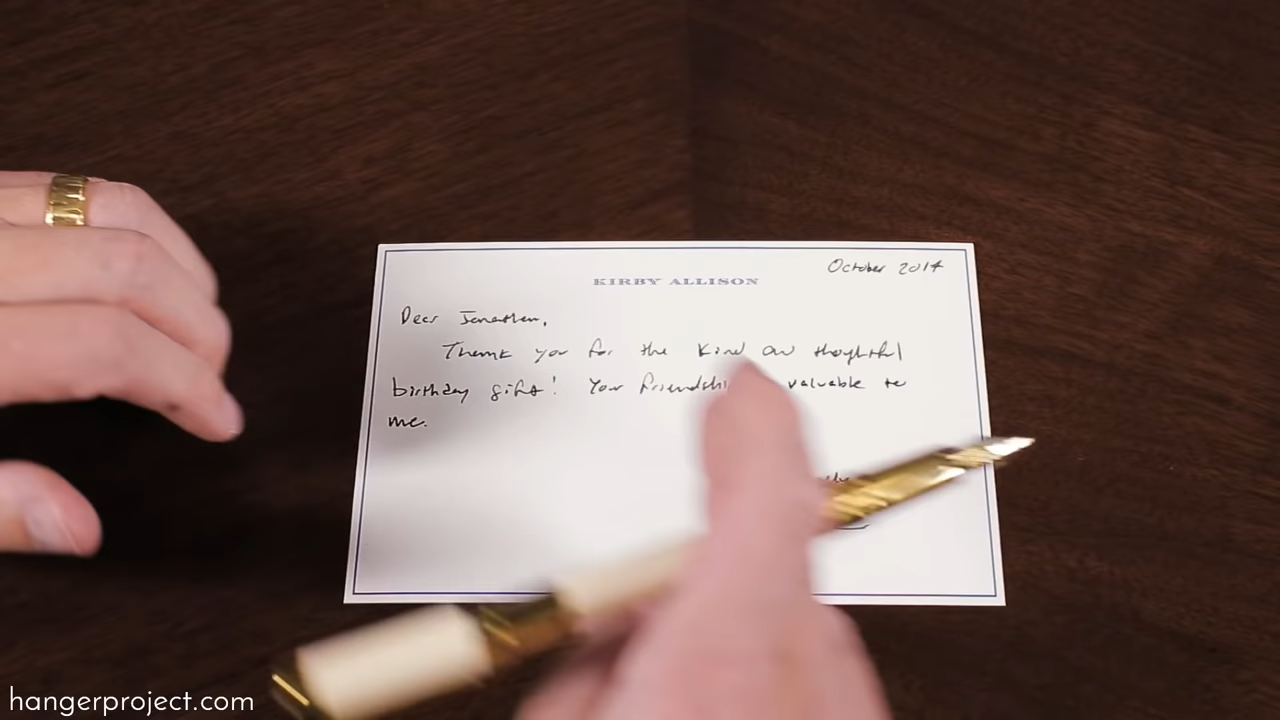 October 2014
KIRBY ALLISON
Dear Jonathan,
Thank you for the kind and thoughtful
birthday gift! Your friendship valuable to
me.
hangerproject.com